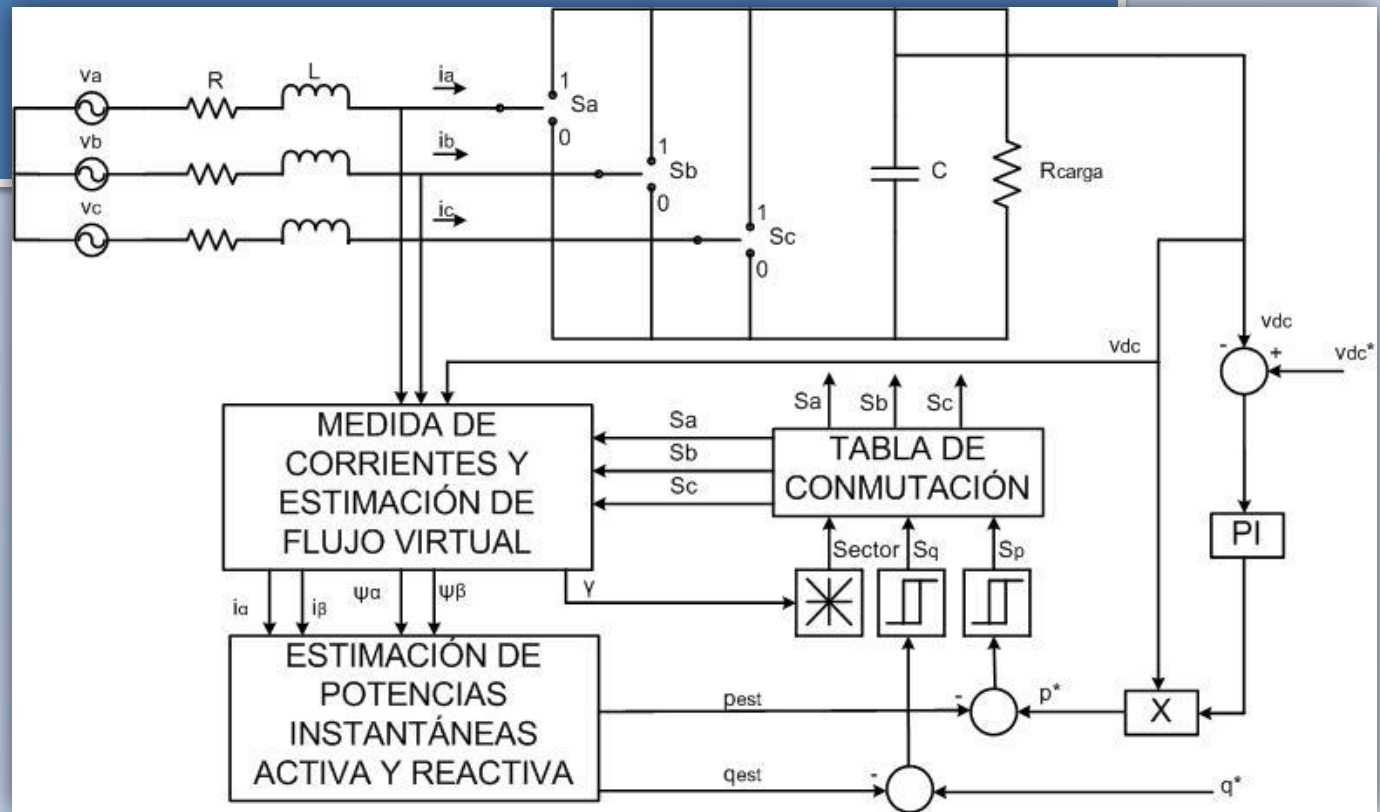 va
R
L
ia
1
Sa
0
vb
ib
1
Sb
0
vc
ic
1
Sc
0
C
Rcarga
vdc
vdc
-
+
vdc*
Sa
Sb
Sc
MEDIDA DE
CORRIENTES Y
ESTIMACIÓN DE
FLUJO VIRTUAL
Sa
Sb
Sc
TABLA DE
CONMUTACIÓN
PI
Sector
Sq
Sp
iα
iβ
ψα
ψβ
γ
ESTIMACIÓN DE
POTENCIAS
INSTANTÁNEAS
ACTIVA Y REACTIVA
pest
-
p*
X
qest
-
q*